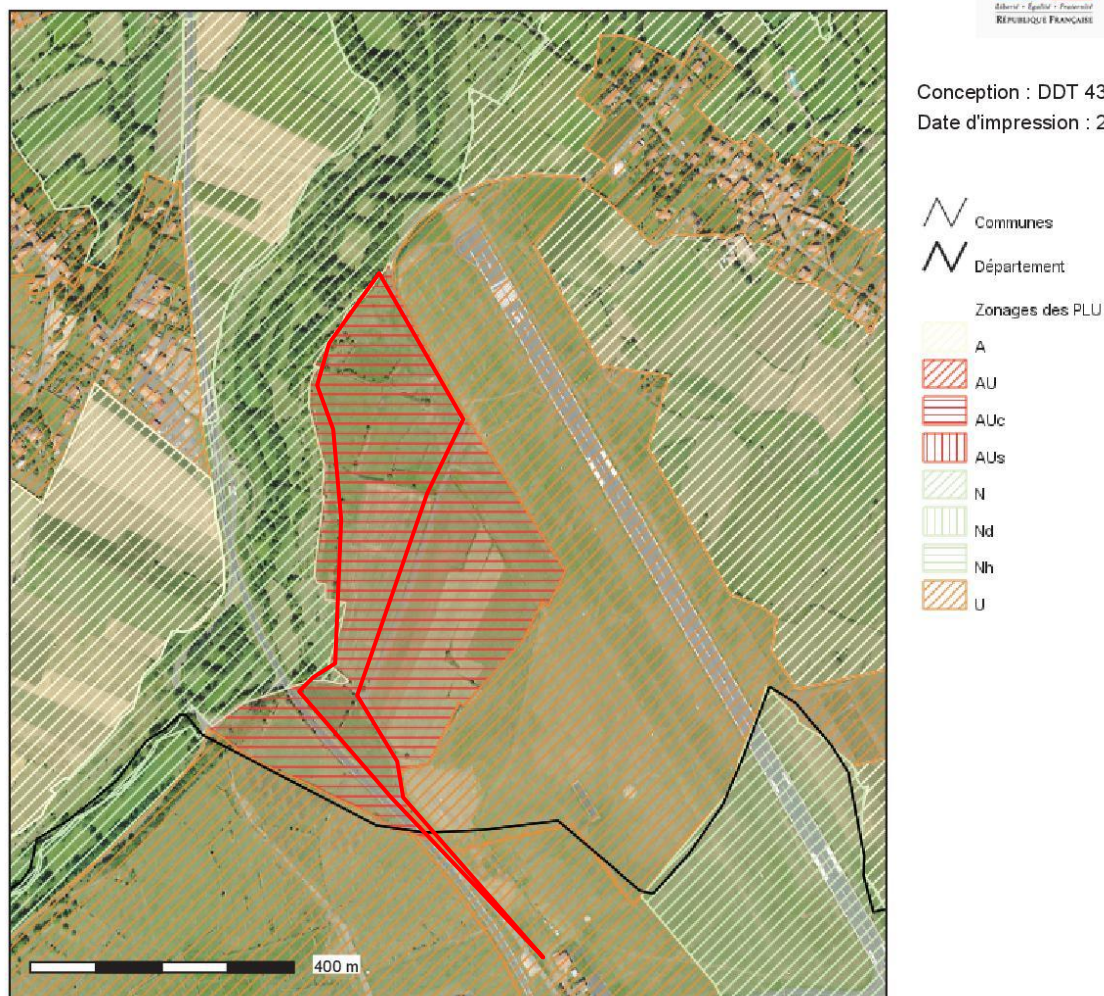 Liberté • Égalité • Fraternité
RÉPUBLIQUE FRANÇAISE
Conception : DDT 43
Date d'impression : 2
Communes
Département
Zonages des PLU
A
AU
AUc
AUs
N
Nd
Nh
U
400 m